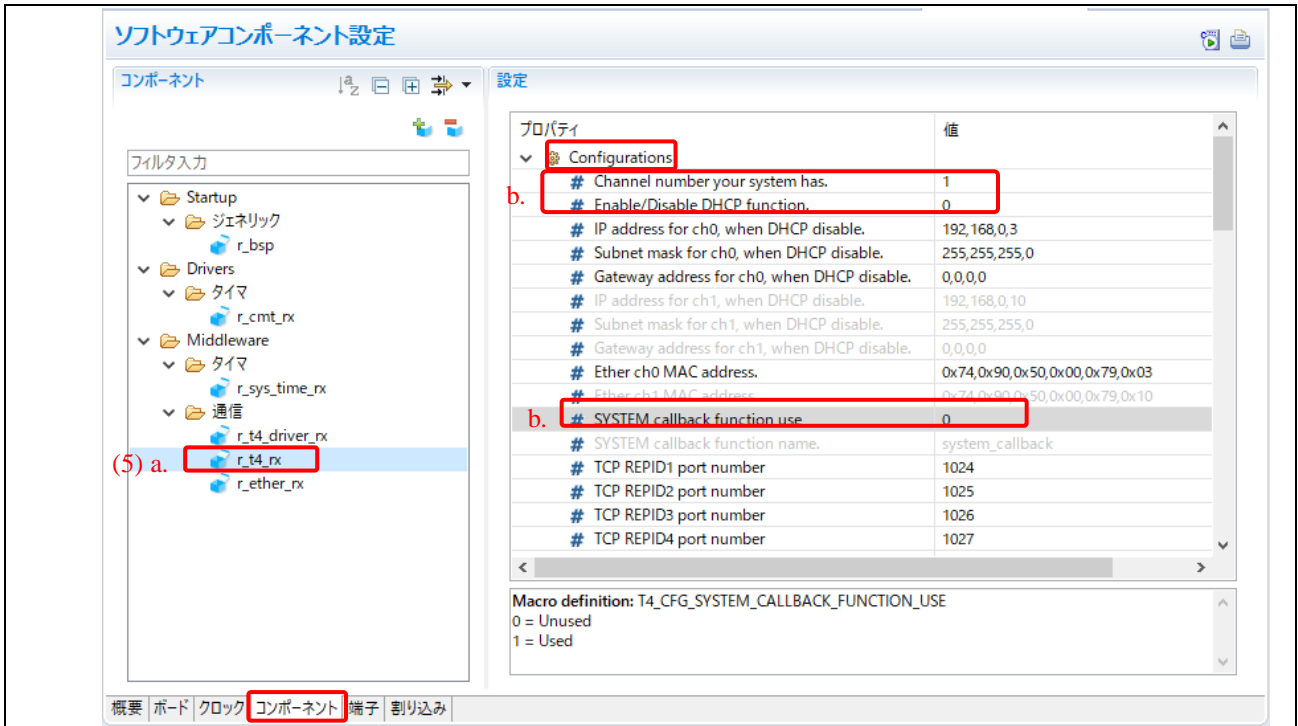 ソフトウェアコンポーネント設定
コンポーネント
設定
フィルタ入力
Startup
ジェネリック
r_bsp
Drivers
タイマ
r_cmt_rx
Middleware
タイマ
r_sys_time_rx
通信
r_t4_driver_rx
(5) a. r_t4_rx
r_ether_rx
プロパティ 値
Configurations
b.
# Channel number your system has. 1
# Enable/Disable DHCP function. 0
# IP address for ch0, when DHCP disable. 192,168,0,3
# Subnet mask for ch0, when DHCP disable. 255,255,255,0
# Gateway address for ch0, when DHCP disable. 0,0,0,0
# IP address for ch1, when DHCP disable. 192,168,0,10
# Subnet mask for ch1, when DHCP disable. 255,255,255,0
# Gateway address for ch1, when DHCP disable. 0,0,0,0
# Ether ch0 MAC address. 0x74,0x90,0x50,0x00,0x79,0x03
# Ether ch1 MAC address. 0x74,0x90,0x50,0x00,0x79,0x10
b. # SYSTEM callback function use 0
# SYSTEM callback function name. system_callback
# TCP REPID1 port number 1024
# TCP REPID2 port number 1025
# TCP REPID3 port number 1026
# TCP REPID4 port number 1027
Macro definition: T4_CFG_SYSTEM_CALLBACK_FUNCTION_USE
0 = Unused
1 = Used
概要 ボード クロック コンポーネント 端子 割り込み